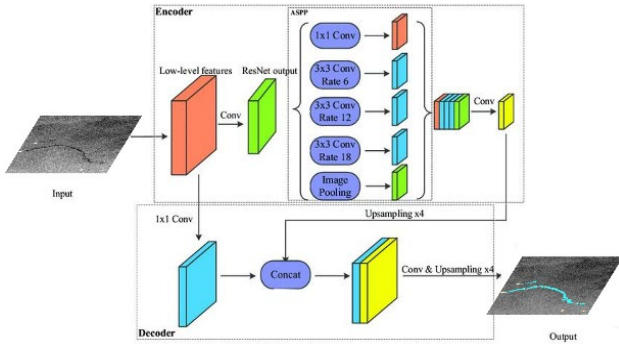 Encoder
ASPP
Low-level features
ResNet output
Conv
1x1 Conv
3x3 Conv
Rate 6
3x3 Conv
Rate 12
3x3 Conv
Rate 18
Image
Pooling
Conv
Input
1x1 Conv
Upsampling x4
Concat
Conv & Upsampling x4
Decoder
Output